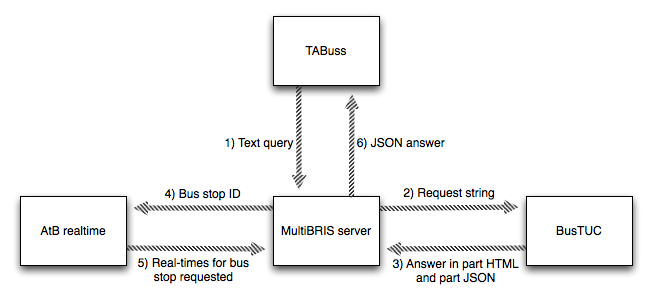 TABuss
1) Text query
6) JSON answer
4) Bus stop ID
2) Request string
AtB realtime
MultiBRIS server
BusTUC
5) Real-times for bus
stop requested
3) Answer in part HTML
and part JSON